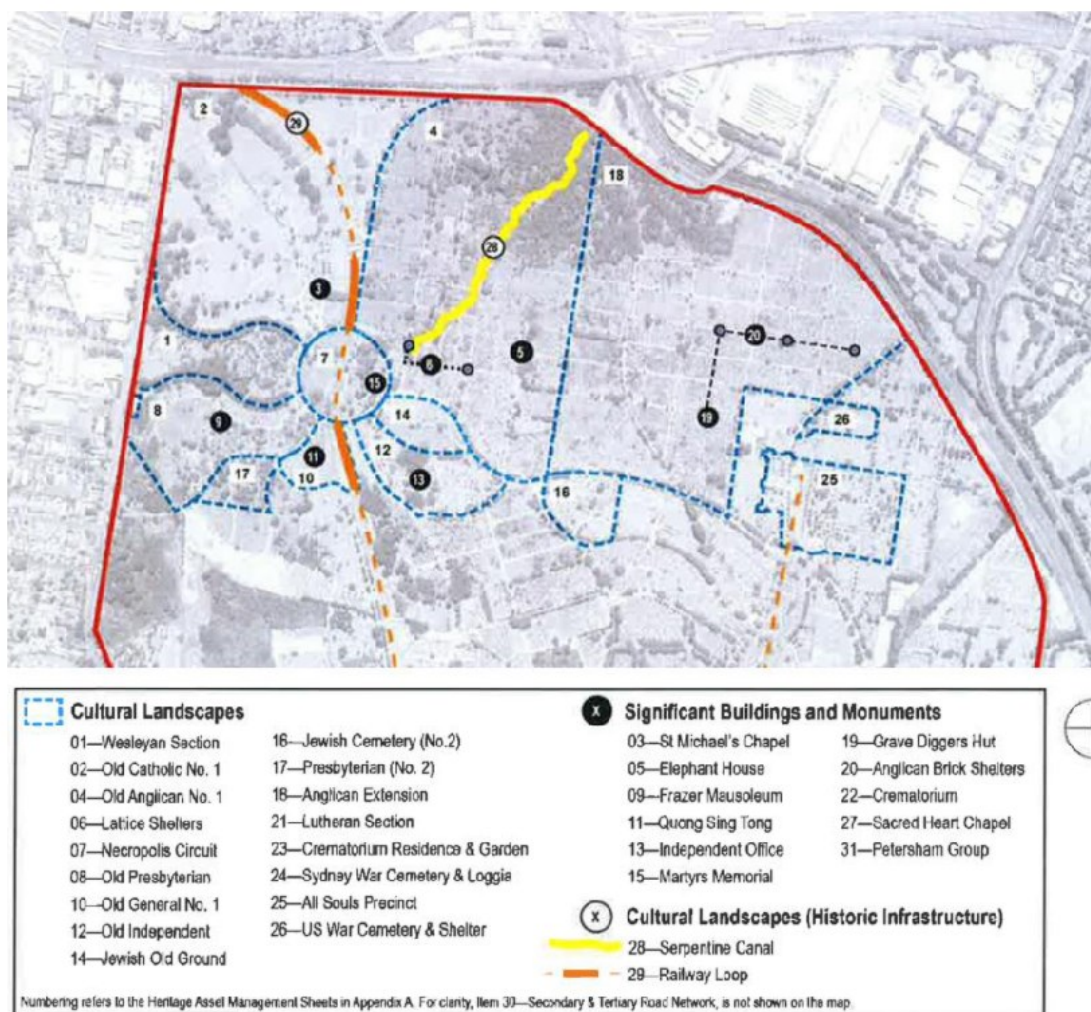 2
29
4
18
28
3
1
7
6
5
20
15
8
9
14
19
26
11
12
17
10
13
16
25
Cultural Landscapes
01—Wesleyan Section
02—Old Catholic No. 1
04—Old Anglican No. 1
06—Lattice Shelters
07—Necropolis Circuit
08—Old Presbyterian
10—Old General No. 1
12—Old Independent
14—Jewish Old Ground
16—Jewish Cemetery (No.2)
17—Presbyterian (No. 2)
18—Anglican Extension
21—Lutheran Section
23—Crematorium Residence & Garden
24—Sydney War Cemetery & Loggia
25—All Souls Precinct
26—US War Cemetery & Shelter
x Significant Buildings and Monuments
03—St Michael's Chapel
05—Elephant House
09—Frazer Mausoleum
11—Quong Sing Tong
13—Independent Office
15—Martyrs Memorial
19—Grave Diggers Hut
20—Anglican Brick Shelters
22—Crematorium
27—Sacred Heart Chapel
31—Petersham Group
x Cultural Landscapes (Historic Infrastructure)
28—Serpentine Canal
29—Railway Loop
Numbering refers to the Heritage Asset Management Sheets in Appendix A. For clarity, Item 30—Secondary & Tertiary Road Network, is not shown on the map.